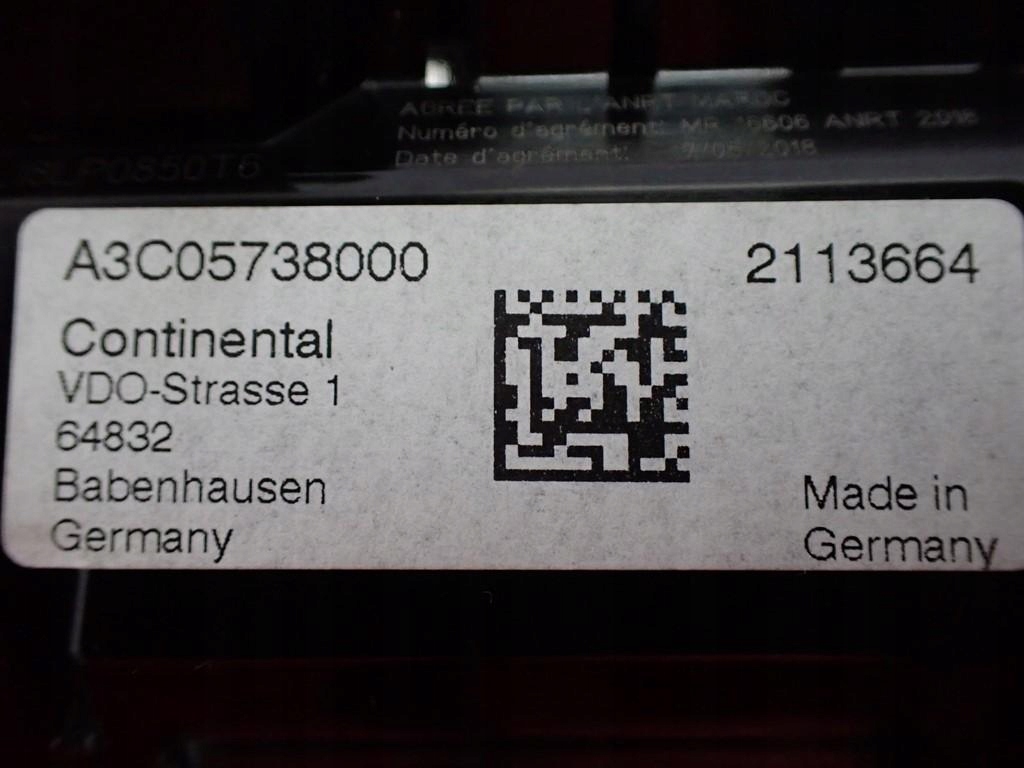 AGREE PAR L'ANRT MAROC
Numéro d'agrément: MR ANRT 2018
Date d'agrément:
A3C05738000 2113664
Continental
VDO-Strasse 1
64832
Babenhausen
Germany
Made in
Germany